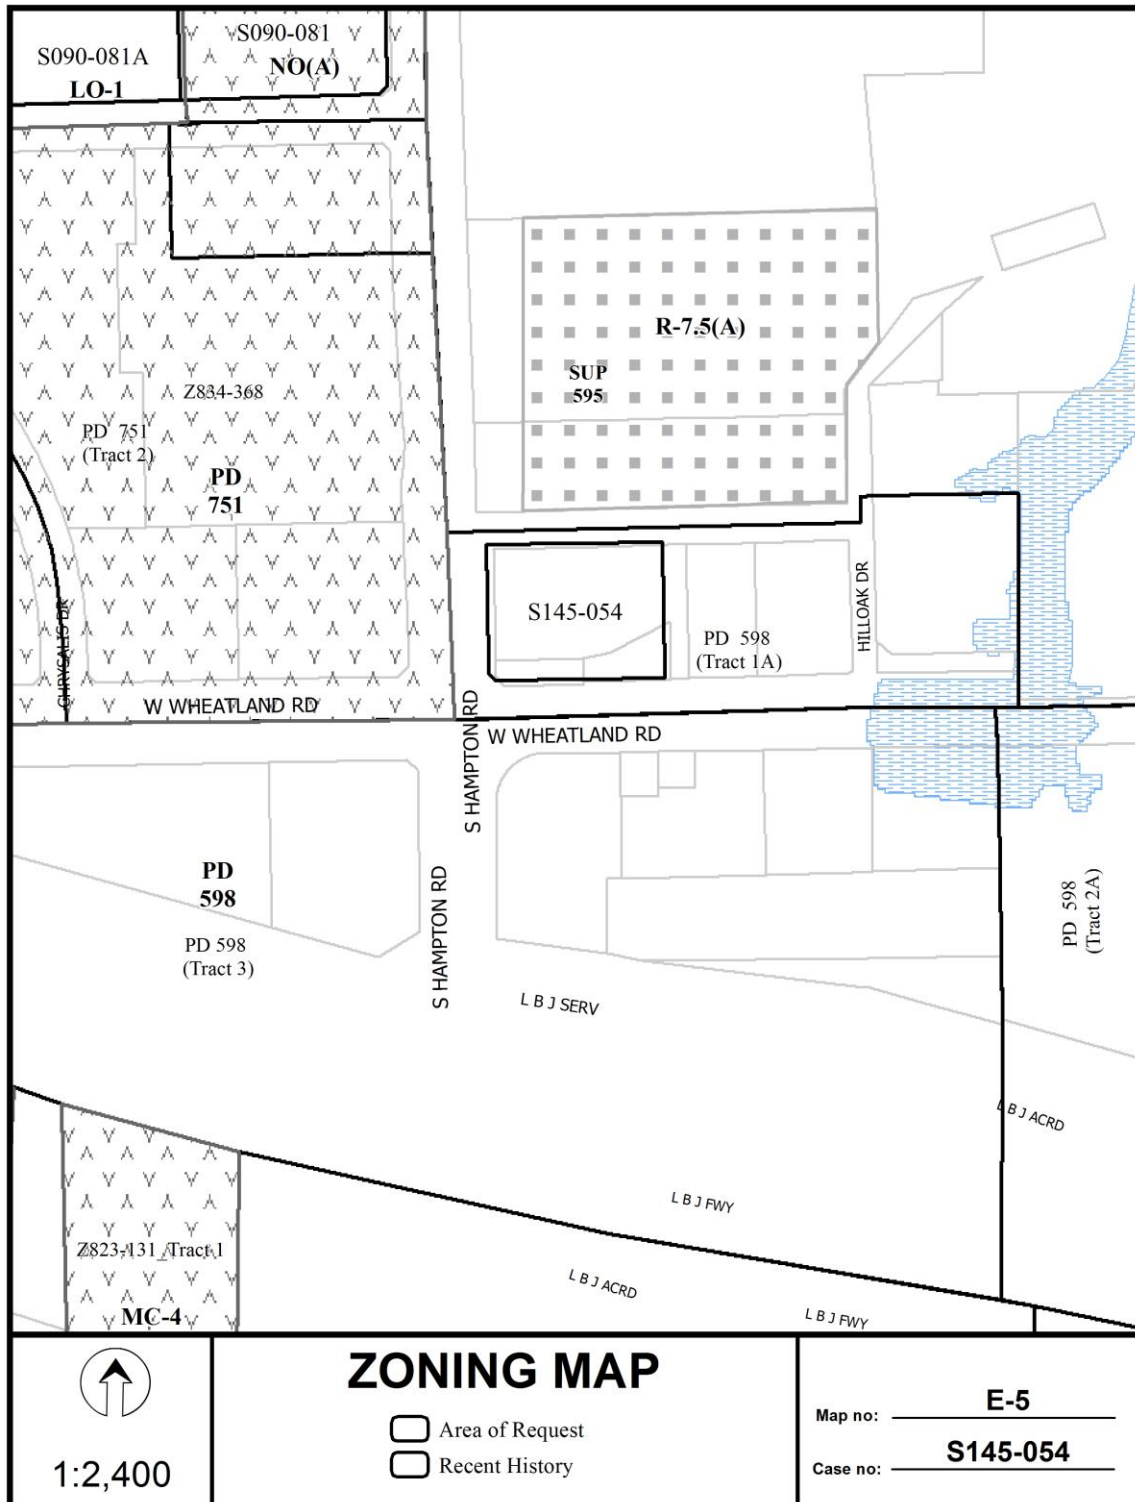 S090-081A
LO-1
S090-081
NO(A)
R-7.5(A)
SUP
595
Z834-368
PD 751
(Tract 2)
PD
751
CHRYSALIS DR
S145-054
PD 598
(Tract 1A)
HILLOAK DR
W WHEATLAND RD
S HAMPTON RD
W WHEATLAND RD
PD
598
PD 598
(Tract 3)
S HAMPTON RD
PD 598
(Tract 2A)
L B J SERV
L B J ACRD
L B J FWY
Z823-131_Tract 1
MC-4
L B J ACRD
L B J FWY
1:2,400
ZONING MAP
Area of Request
Recent History
Map no: E-5
Case no: S145-054